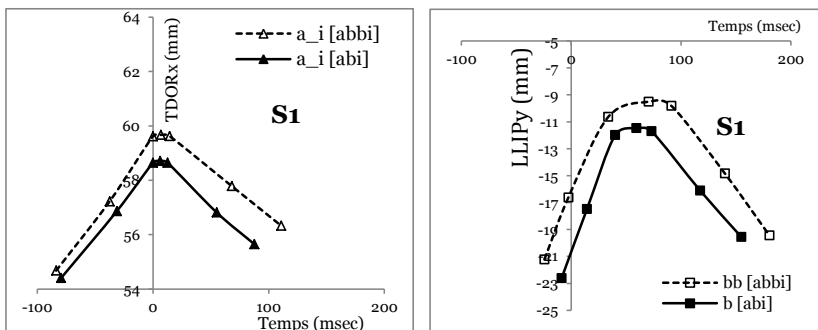 64
62
60
58
56
54
TDORx (mm)
a_i [abbi]
a_i [abi]
S1
-100
0
100
200
Temps (msec)
Temps (msec)
-100
0
100
200
-5
-7
-9
-11
-13
-15
-17
-19
-21
-23
-25
LLIPy (mm)
S1
bb [abbi]
b [abi]